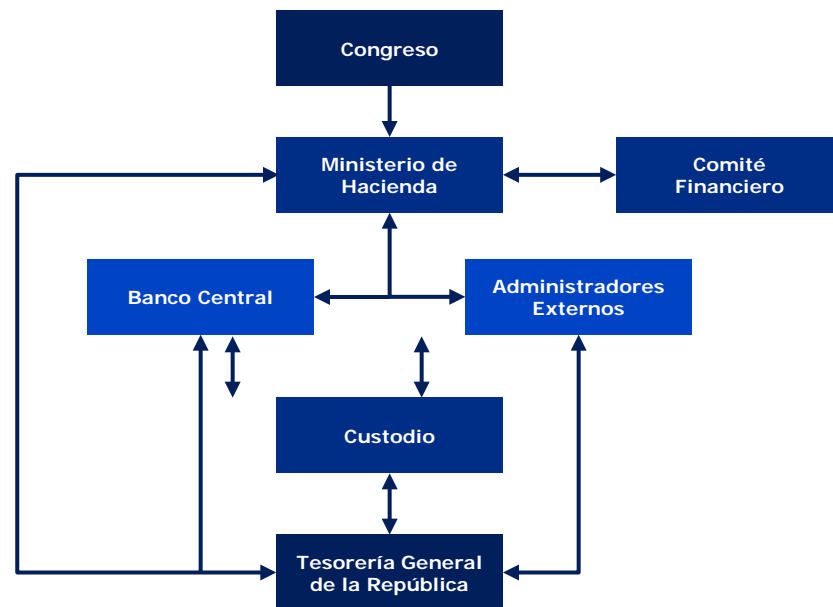 Congreso
Ministerio de
Hacienda
Comité
Financiero
Banco Central
Administradores
Externos
Custodio
Tesorería General
de la República